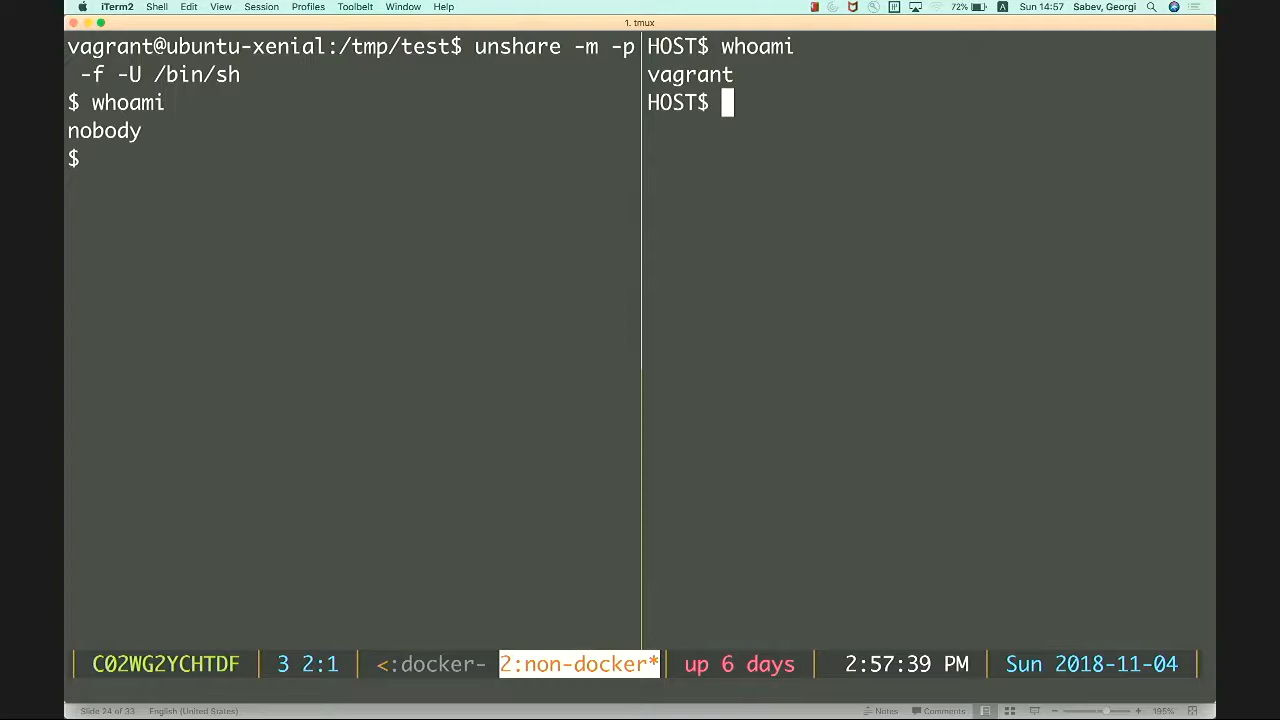 iTerm2 Shell Edit View Session Profiles Toolbelt Window Help 72% A Sun 14:57 Sabev, Georgi
1. tmux
vagrant@ubuntu-xenial:/tmp/test$ unshare -m -p
-f -U /bin/sh
$ whoami
nobody
$
HOST$ whoami
vagrant
HOST$
C02WG2YCHTDF 3 2:1 <:docker- 2:non-docker* up 6 days 2:57:39 PM Sun 2018-11-04
Slide 24 of 33 English (United States) Notes Comments 195%